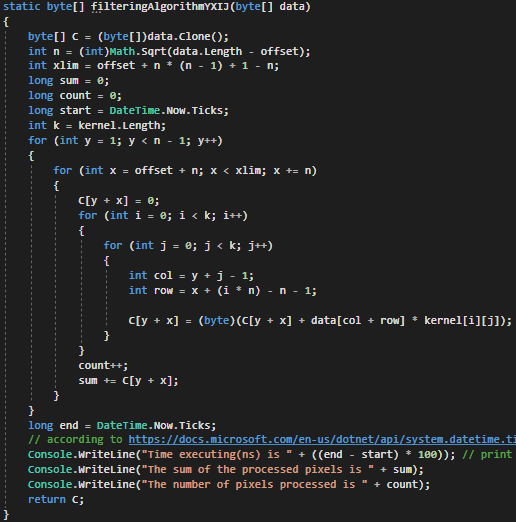 static byte[] filteringAlgorithmYXIJ(byte[] data)
{
    byte[] C = (byte[])data.Clone();
    int n = (int)Math.Sqrt(data.Length - offset);
    int xlim = offset + n * (n - 1) + 1 - n;
    long sum = 0;
    long count = 0;
    long start = DateTime.Now.Ticks;
    int k = kernel.Length;
    for (int y = 1; y < n - 1; y++)
    {
        for (int x = offset + n; x < xlim; x += n)
        {
            C[y + x] = 0;
            for (int i = 0; i < k; i++)
            {
                for (int j = 0; j < k; j++)
                {
                    int col = y + j - 1;
                    int row = x + (i * n) - n - 1;

                    C[y + x] = (byte)(C[y + x] + data[col + row] * kernel[i][j]);
                }
            }
            count++;
            sum += C[y + x];
        }
    }
    long end = DateTime.Now.Ticks;
    // according to https://docs.microsoft.com/en-us/dotnet/api/system.datetime.ti
    Console.WriteLine("Time executing(ns) is " + ((end - start) * 100)); // print
    Console.WriteLine("The sum of the processed pixels is " + sum);
    Console.WriteLine("The number of pixels processed is " + count);
    return C;
}